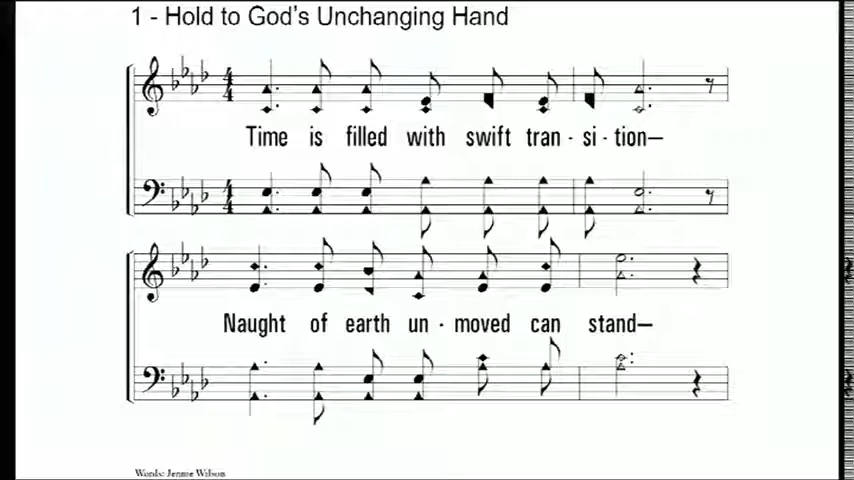 1 - Hold to God's Unchanging Hand
Time is filled with swift tran - si - tion—
Naught of earth un - moved can stand—
Words: Jennie Wilson